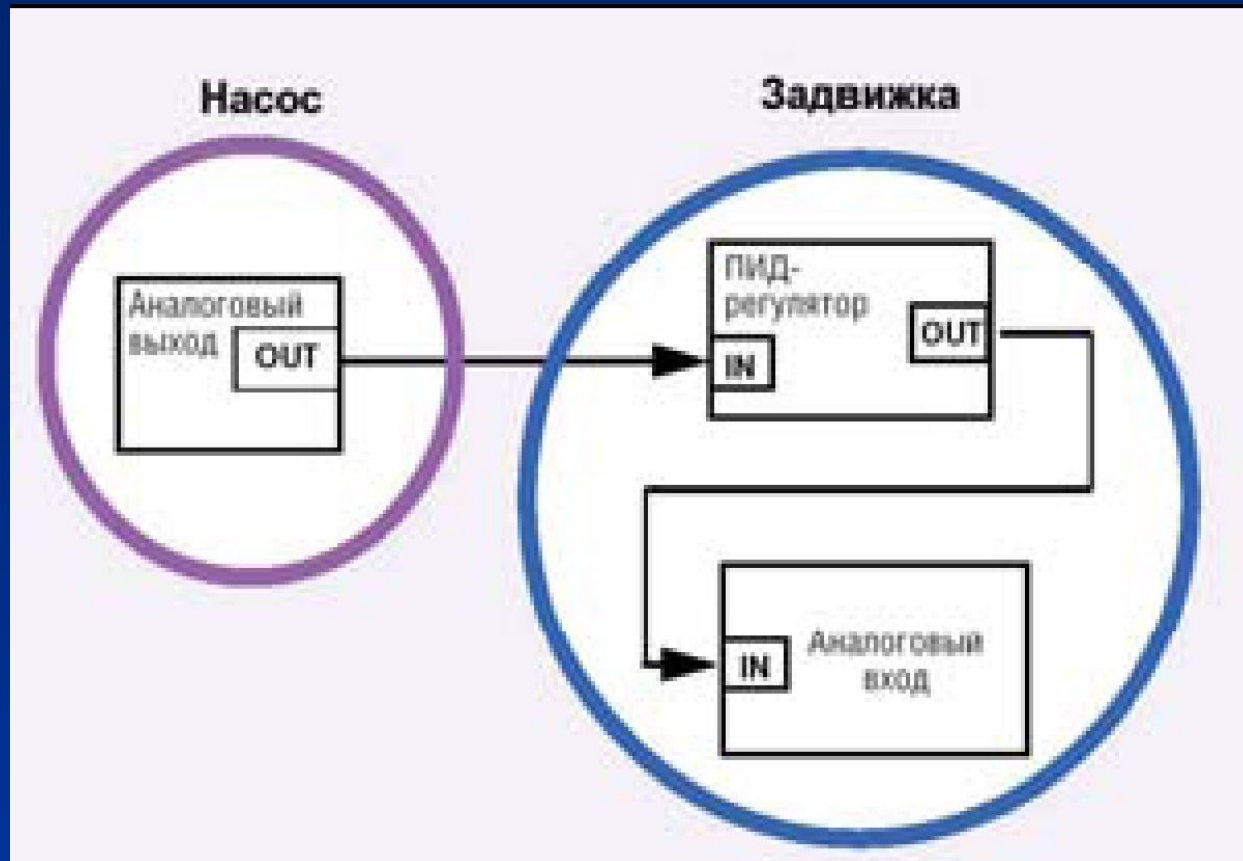 Насос
Задвижка
Аналоговый
выход
OUT
ПИД-
регулятор
OUT
IN
IN
Аналоговый
вход